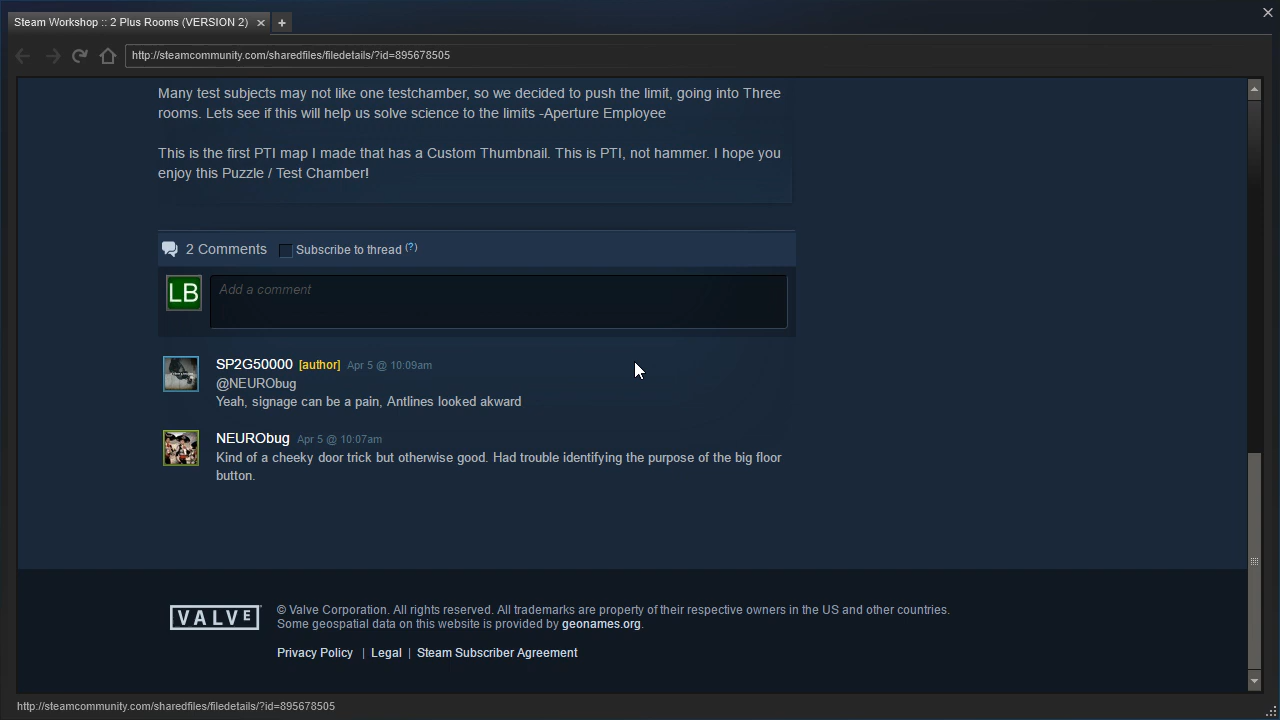 Steam Workshop :: 2 Plus Rooms (VERSION 2)
http://steamcommunity.com/sharedfiles/filedetails/?id=895678505
Many test subjects may not like one testchamber, so we decided to push the limit, going into Three
rooms. Lets see if this will help us solve science to the limits -Aperture Employee
This is the first PTI map I made that has a Custom Thumbnail. This is PTI, not hammer. I hope you
enjoy this Puzzle / Test Chamber!
2 Comments Subscribe to thread (?)
LB Add a comment
SP2G50000 [author] Apr 5 @ 10:09am
@NEURObug
Yeah, signage can be a pain, Antlines looked akward
NEURObug Apr 5 @ 10:07am
Kind of a cheeky door trick but otherwise good. Had trouble identifying the purpose of the big floor
button.
VALVE © Valve Corporation. All rights reserved. All trademarks are property of their respective owners in the US and other countries.
Some geospatial data on this website is provided by geonames.org.
Privacy Policy | Legal | Steam Subscriber Agreement
http://steamcommunity.com/sharedfiles/filedetails/?id=895678505